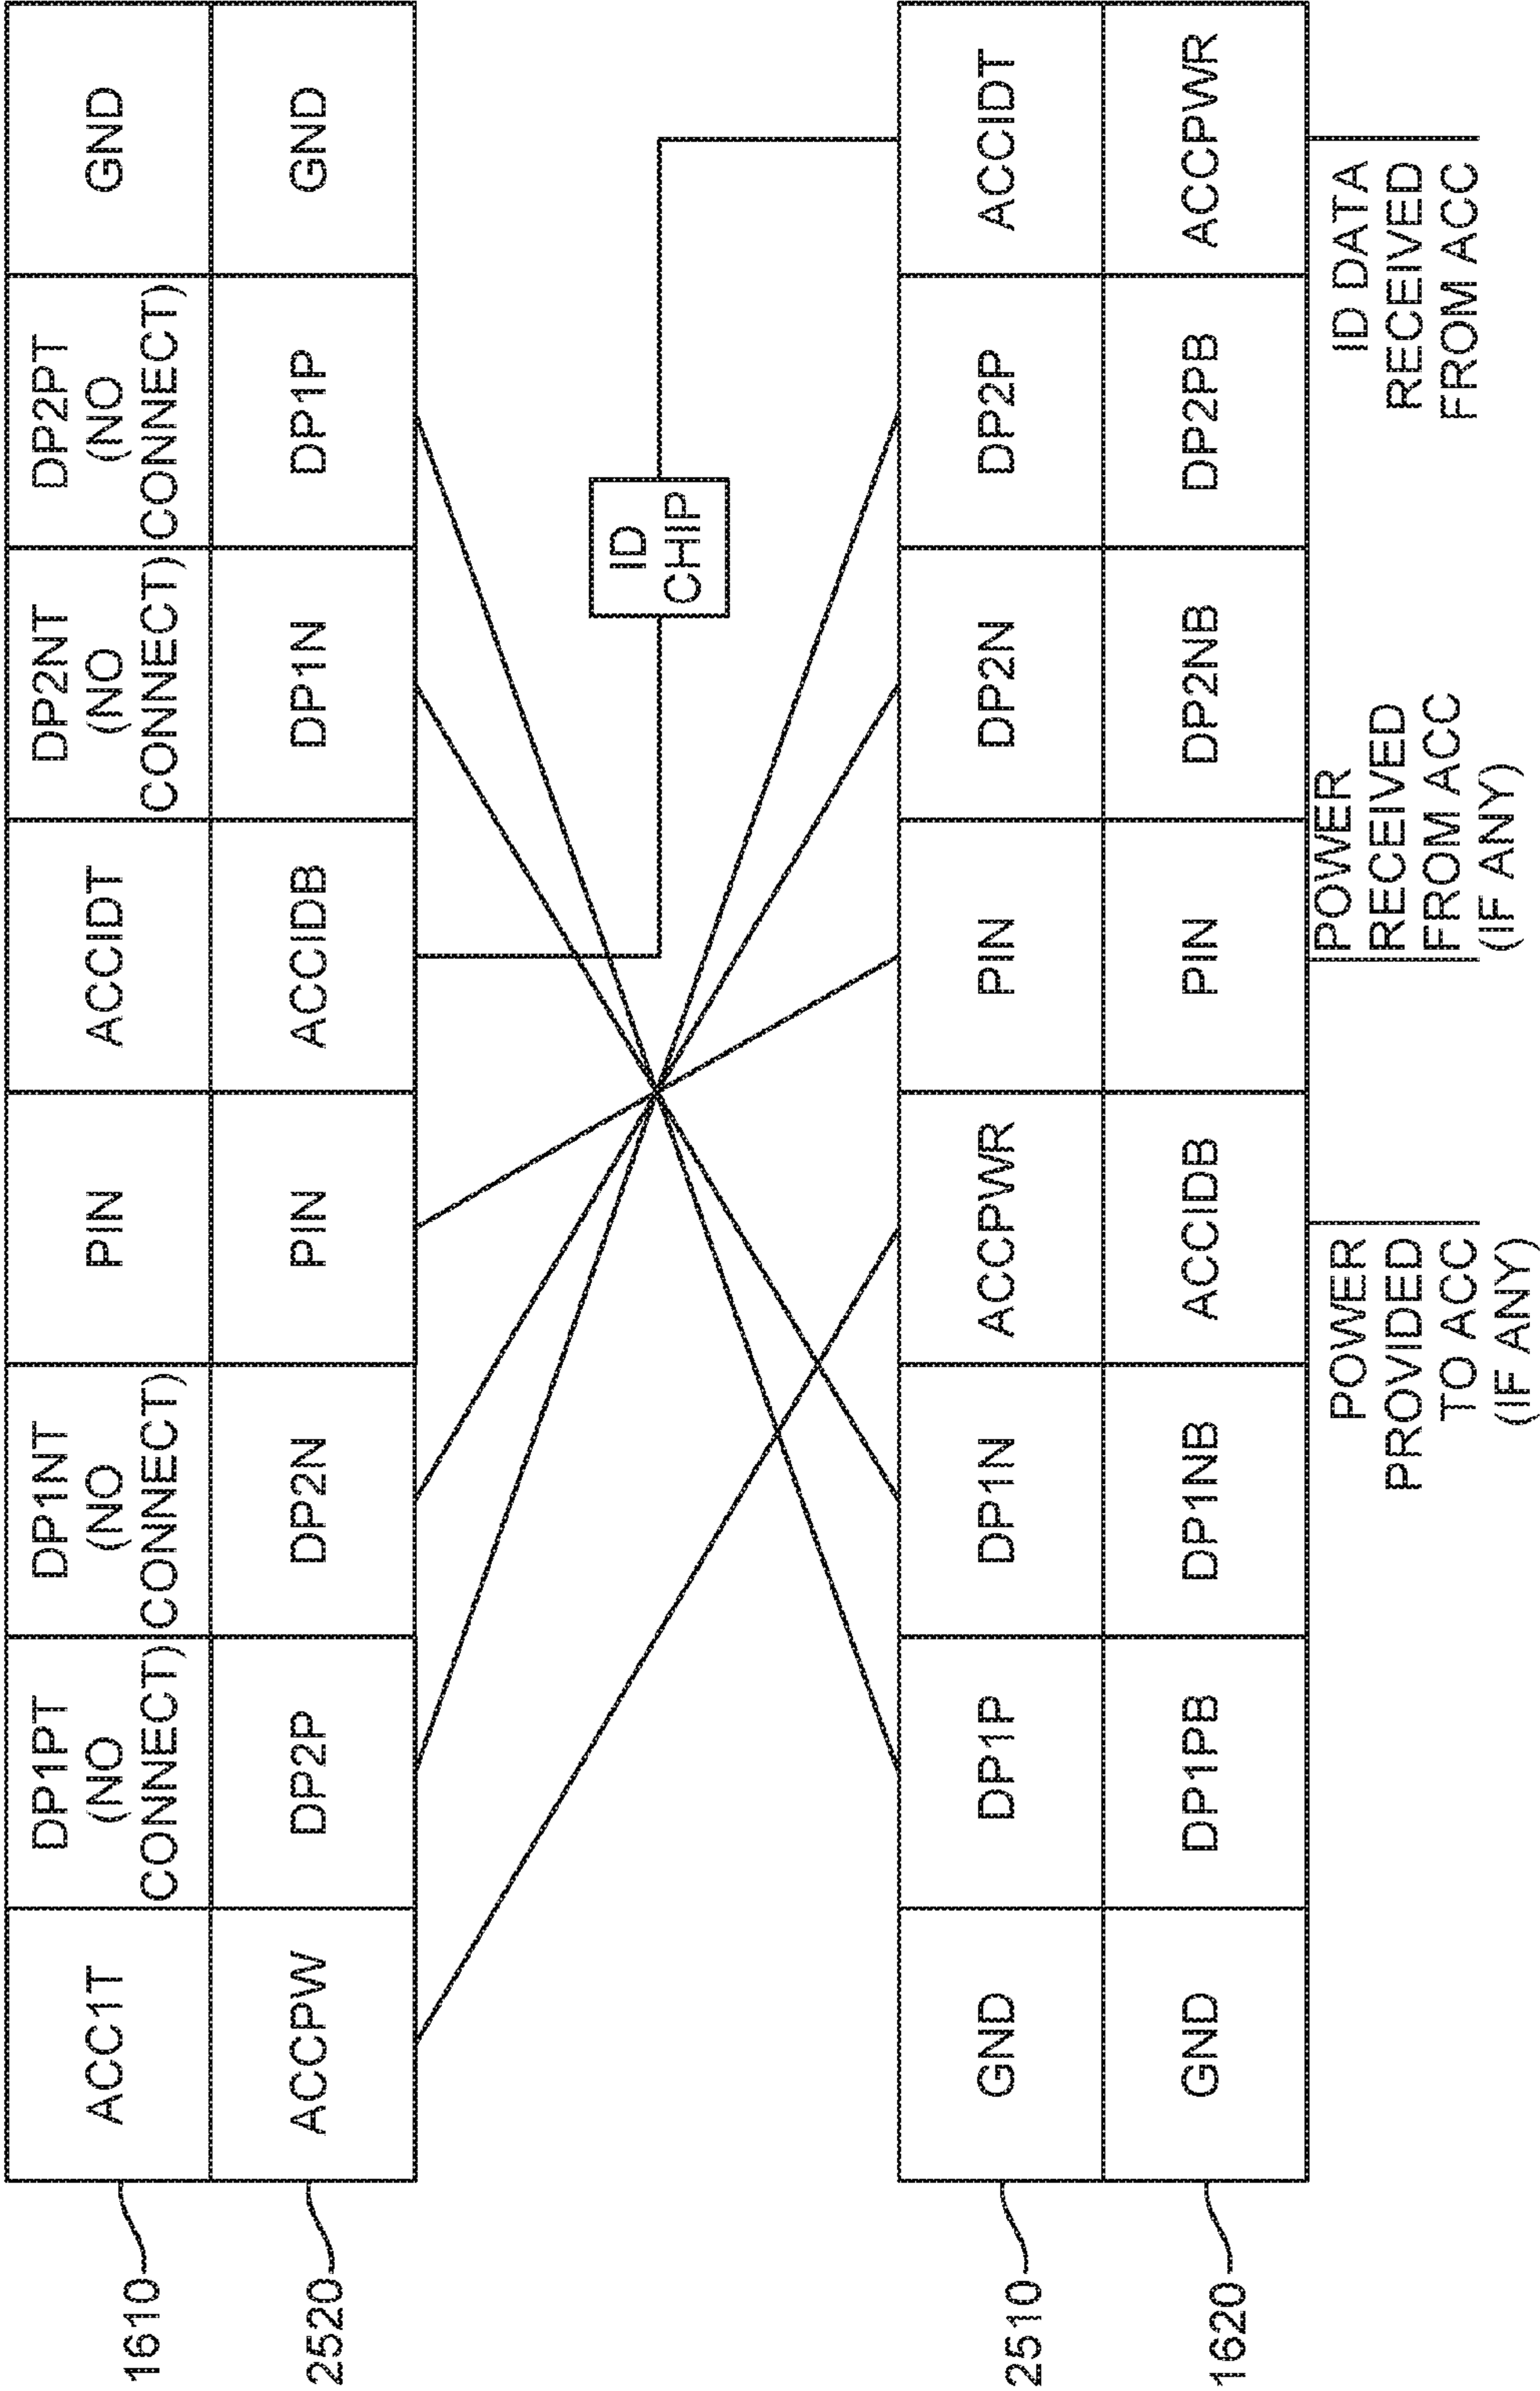 1610
ACC1T
DP1PT
(NO
CONNECT)
DP1NT
(NO
CONNECT)
PIN
ACCIDT
DP2NT
(NO
CONNECT)
DP2PT
(NO
CONNECT)
GND
2520
ACCPW
DP2P
DP2N
PIN
ACCIDB
DP1N
DP1P
GND
ID
CHIP
2510
GND
DP1P
DP1N
ACCPWR
PIN
DP2N
DP2P
ACCIDT
1620
GND
DP1PB
DP1NB
ACCIDB
PIN
DP2NB
DP2PB
ACCPWR
POWER
PROVIDED
TO ACC
(IF ANY)
POWER
RECEIVED
FROM ACC
(IF ANY)
ID DATA
RECEIVED
FROM ACC